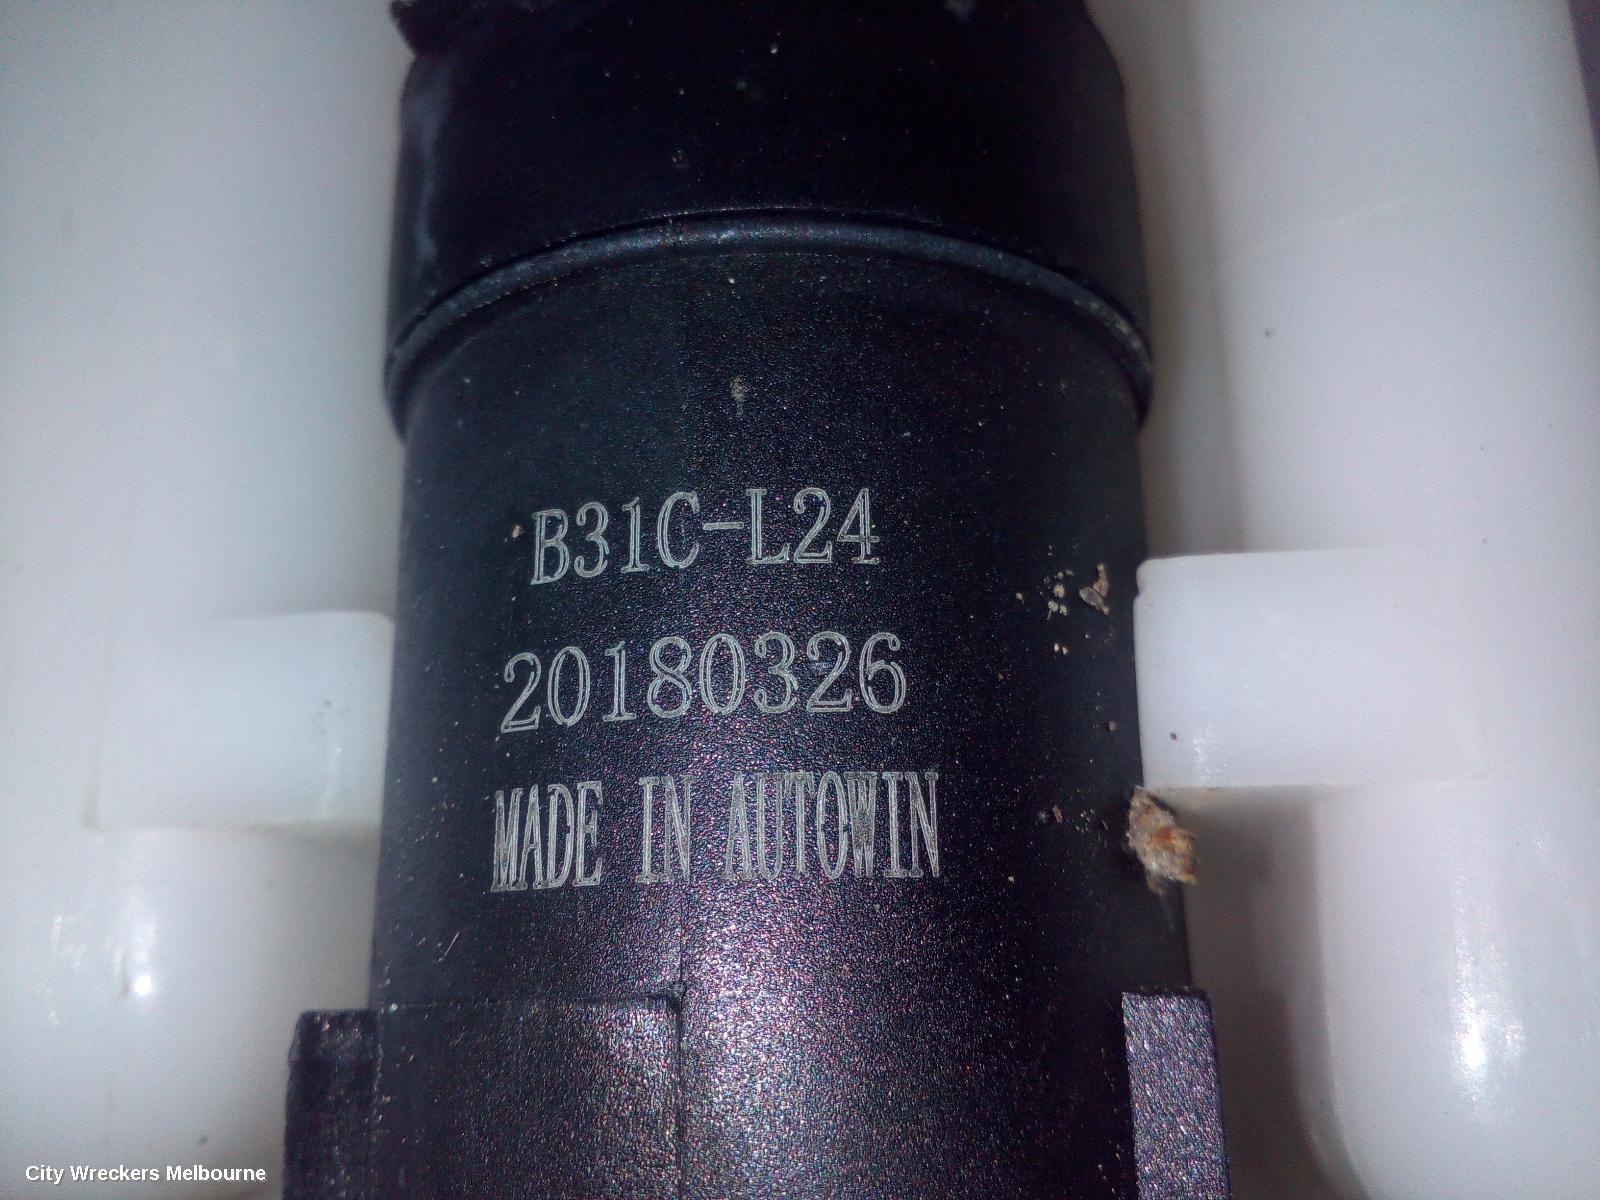 B31C-L24
20180326
MADE IN AUTOWIN
City Wreckers Melbourne